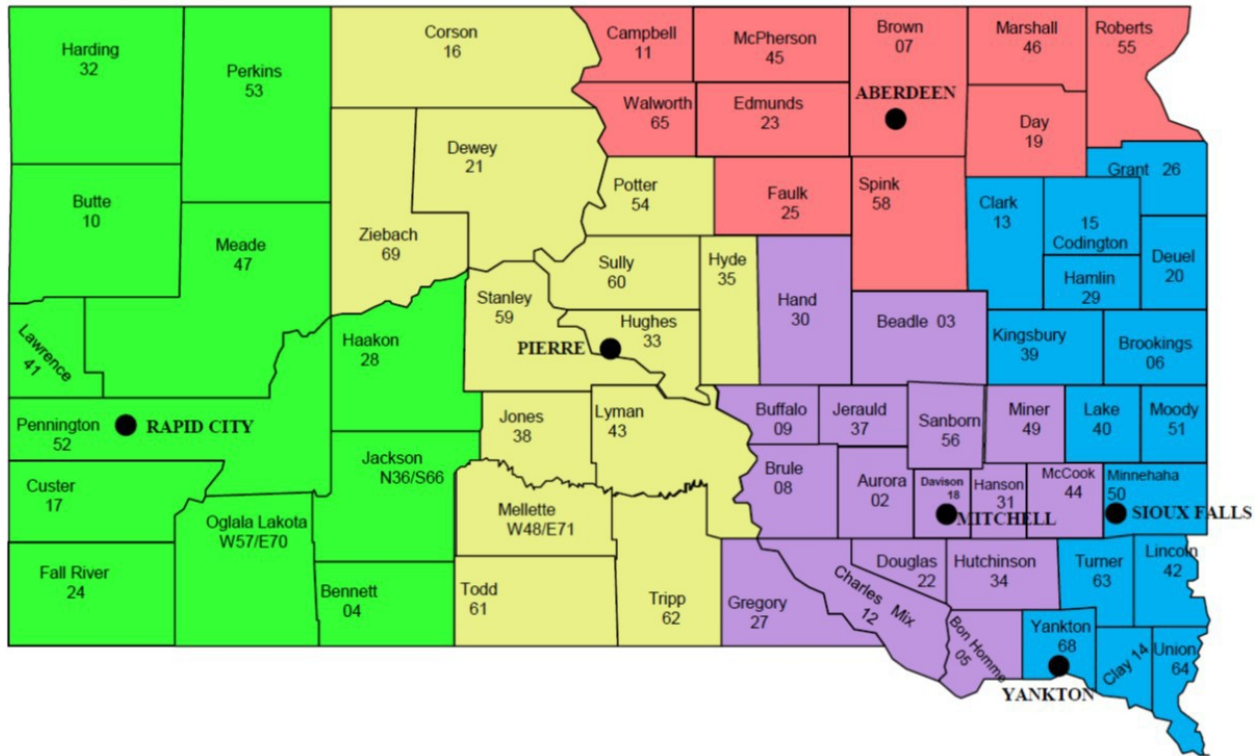 Harding
32
Perkins
53
Corson
16
Campbell
11
McPherson
45
Brown
07
Marshall
46
Roberts
55
ABERDEEN
Walworth
65
Edmunds
23
Day
19
Dewey
21
Butte
10
Meade
47
Ziebach
69
Potter
54
Faulk
25
Spink
58
Clark
13
Grant 26
15
Codington
Deuel
20
Hamlin
29
Sully
60
Hyde
35
Hand
30
Stanley
59
Hughes
33
PIERRE
Beadle 03
Kingsbury
39
Brookings
06
Lawrence
41
Haakon
28
Pennington
52
RAPID CITY
Jones
38
Lyman
43
Buffalo
09
Jerauld
37
Sanborn
56
Miner
49
Lake
40
Moody
51
Jackson
N36/S66
Custer
17
Brule
08
Aurora
02
Davison
18
Hanson
31
McCook
44
Minnehaha
50
MITCHELL
SIOUX FALLS
Oglala Lakota
W57/E70
Mellette
W48/E71
Fall River
24
Bennett
04
Todd
61
Tripp
62
Gregory
27
Charles Mix
12
Douglas
22
Hutchinson
34
Turner
63
Lincoln
42
Bon Homme
05
Yankton
68
Clay 14
Union
64
YANKTON